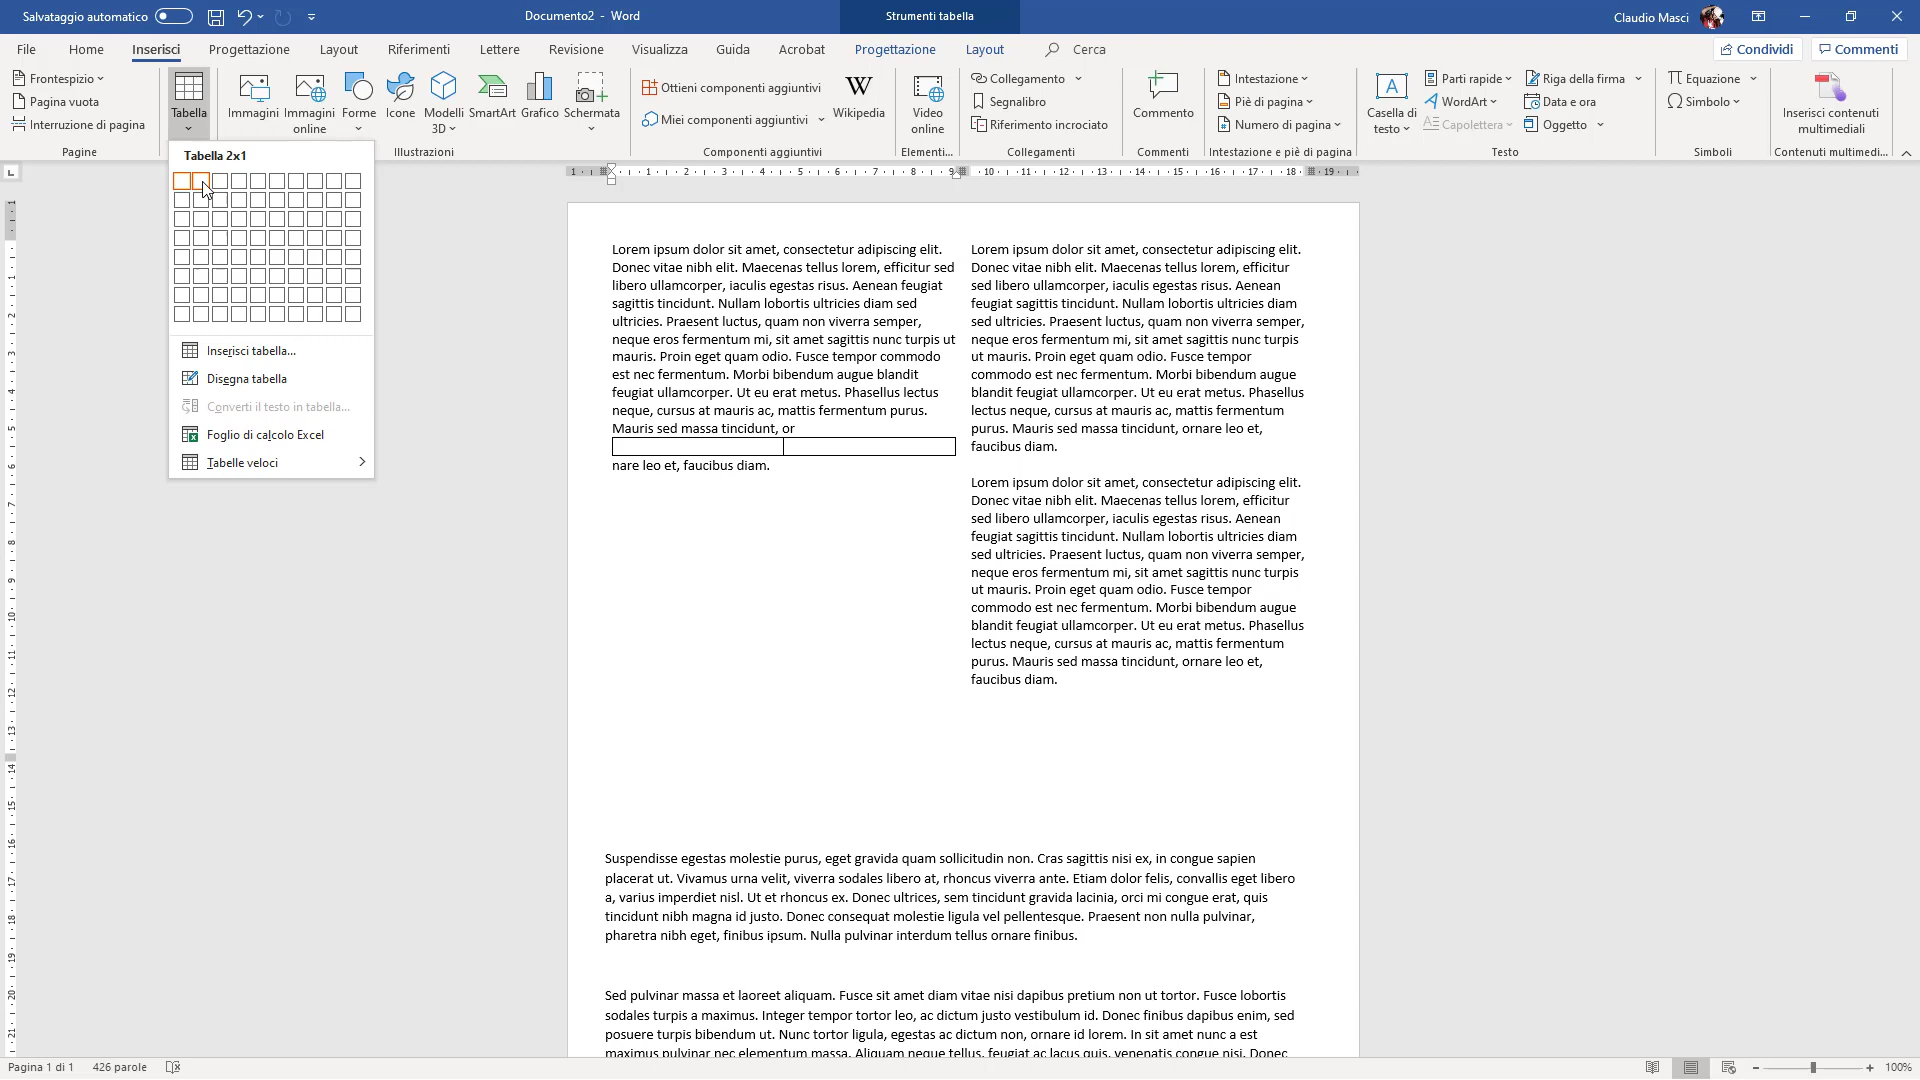 Salvataggio automatico
Documento2 - Word
Strumenti tabella
Claudio Masci
File Home Inserisci Progettazione Layout Riferimenti Lettere Revisione Visualizza Guida Acrobat Progettazione Layout Cerca
Condividi Commenti
Frontespizio
Pagina vuota
Interruzione di pagina
Pagine
Tabella
Immagini
Immagini online
Forme
Icone
Modelli 3D
SmartArt
Grafico
Schermata
Illustrazioni
Ottieni componenti aggiuntivi
Miei componenti aggiuntivi
Wikipedia
Componenti aggiuntivi
Video online
Elementi...
Collegamento
Segnalibro
Riferimento incrociato
Collegamenti
Commento
Commenti
Intestazione
Piè di pagina
Numero di pagina
Intestazione e piè di pagina
Casella di testo
Parti rapide
WordArt
Capolettera
Riga della firma
Data e ora
Oggetto
Testo
Equazione
Simbolo
Simboli
Inserisci contenuti multimediali
Contenuti multimedi...
Tabella 2x1
Inserisci tabella...
Disegna tabella
Converti il testo in tabella...
Foglio di calcolo Excel
Tabelle veloci
Lorem ipsum dolor sit amet, consectetur adipiscing elit.
Donec vitae nibh elit. Maecenas tellus lorem, efficitur sed
libero ullamcorper, iaculis egestas risus. Aenean feugiat
sagittis tincidunt. Nullam lobortis ultricies diam sed
ultricies. Praesent luctus, quam non viverra semper,
neque eros fermentum mi, sit amet sagittis nunc turpis ut
mauris. Proin eget quam odio. Fusce tempor commodo
est nec fermentum. Morbi bibendum augue blandit
feugiat ullamcorper. Ut eu erat metus. Phasellus lectus
neque, cursus at mauris ac, mattis fermentum purus.
Mauris sed massa tincidunt, or
nare leo et, faucibus diam.
Lorem ipsum dolor sit amet, consectetur adipiscing elit.
Donec vitae nibh elit. Maecenas tellus lorem, efficitur
sed libero ullamcorper, iaculis egestas risus. Aenean
feugiat sagittis tincidunt. Nullam lobortis ultricies diam
sed ultricies. Praesent luctus, quam non viverra semper,
neque eros fermentum mi, sit amet sagittis nunc turpis
ut mauris. Proin eget quam odio. Fusce tempor
commodo est nec fermentum. Morbi bibendum augue
blandit feugiat ullamcorper. Ut eu erat metus. Phasellus
lectus neque, cursus at mauris ac, mattis fermentum
purus. Mauris sed massa tincidunt, ornare leo et,
faucibus diam.
Lorem ipsum dolor sit amet, consectetur adipiscing elit.
Donec vitae nibh elit. Maecenas tellus lorem, efficitur
sed libero ullamcorper, iaculis egestas risus. Aenean
feugiat sagittis tincidunt. Nullam lobortis ultricies diam
sed ultricies. Praesent luctus, quam non viverra semper,
neque eros fermentum mi, sit amet sagittis nunc turpis
ut mauris. Proin eget quam odio. Fusce tempor
commodo est nec fermentum. Morbi bibendum augue
blandit feugiat ullamcorper. Ut eu erat metus. Phasellus
lectus neque, cursus at mauris ac, mattis fermentum
purus. Mauris sed massa tincidunt, ornare leo et,
faucibus diam.
Suspendisse egestas molestie purus, eget gravida quam sollicitudin non. Cras sagittis nisi ex, in congue sapien
placerat ut. Vivamus urna velit, viverra sodales libero at, rhoncus viverra ante. Etiam dolor felis, convallis eget libero
a, varius imperdiet nisl. Ut et rhoncus ex. Donec ultrices, sem tincidunt gravida lacinia, orci mi congue erat, quis
tincidunt nibh magna id justo. Donec consequat molestie ligula vel pellentesque. Praesent non nulla pulvinar,
pharetra nibh eget, finibus ipsum. Nulla pulvinar interdum tellus ornare finibus.
Sed pulvinar massa et laoreet aliquam. Fusce sit amet diam vitae nisi dapibus pretium non ut tortor. Fusce lobortis
sodales turpis a maximus. Integer tempor tortor leo, ac dictum justo vestibulum id. Donec finibus dapibus enim, sed
posuere turpis bibendum ut. Nunc tortor ligula, egestas ac dictum non, ornare id lorem. In sit amet nunc a est
maximus pulvinar nec elementum massa. Aliquam neque tellus, feugiat ac lacus quis, venenatis congue nisi. Donec
Pagina 1 di 1 426 parole
100%